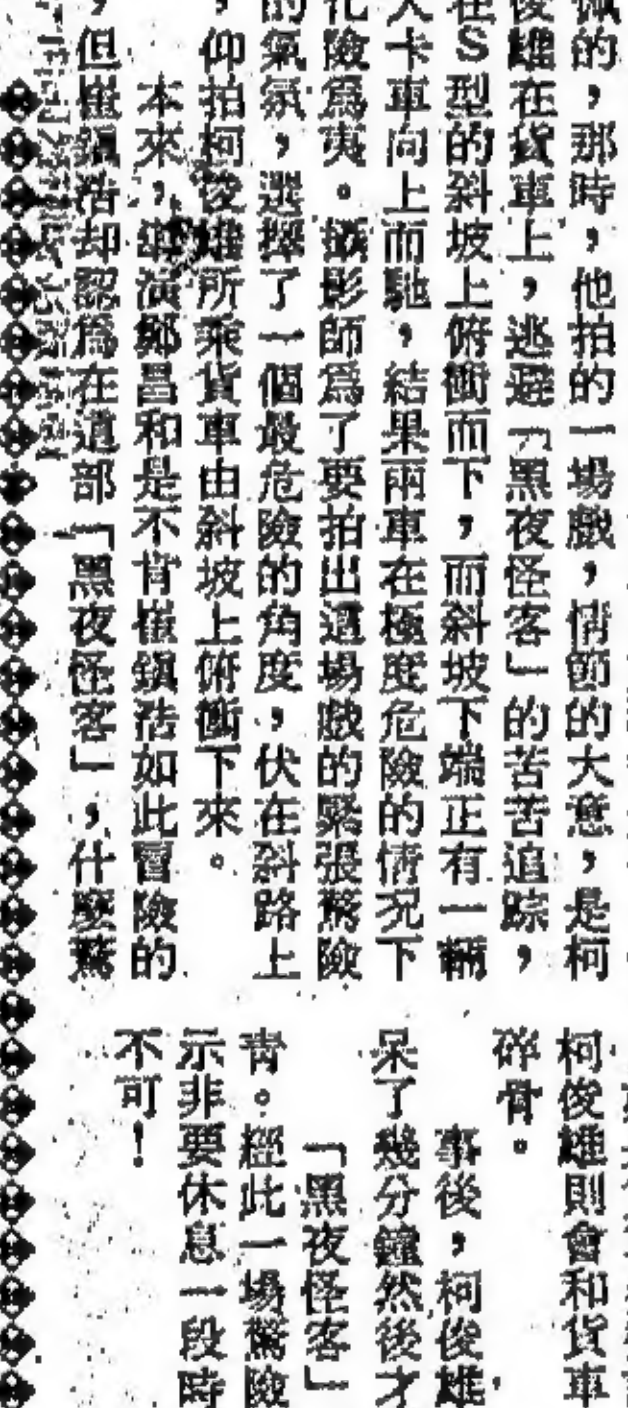 佩的，那時，他拍的一場戲，情節的大意，是柯
俊雄在貨車上，逃避「黑夜怪客」的苦苦追踪，
在S型的斜坡上俯衝而下，而斜坡下端正有一輛
大卡車向上而馳，結果兩車在極度危險的情況下
化險爲夷。攝影師爲了要拍出這場戲的緊張驚險
的氣氛，選擇了一個最危險的角度，伏在斜路上
，仰拍柯俊雄所乘貨車由斜坡上俯衝下來。
本來，導演鄭昌和是不肯崔鎮浩如此冒險的
，但崔鎮浩却認爲在這部「黑夜怪客」，什麼驚
柯俊雄則會和貨車
碎骨。
事後，柯俊雄
呆了幾分鐘然後才
「黑夜怪客」
青。經此一場驚險
示非要休息一段時
不可！